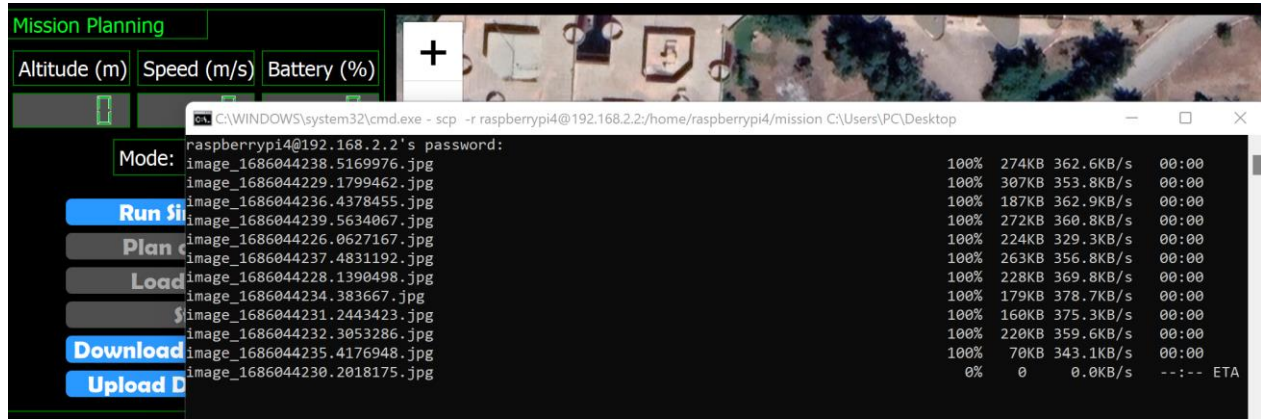 Mission Planning
Altitude (m) Speed (m/s) Battery (%)
+
0
C:\WINDOWS\system32\cmd.exe - scp -r raspberrypi4@192.168.2.2:/home/raspberrypi4/mission C:\Users\PC\Desktop
raspberrypi4@192.168.2.2's password:
Mode:
image_1686044238.5169976.jpg 100% 274KB 362.6KB/s 00:00
image_1686044229.1799462.jpg 100% 307KB 353.8KB/s 00:00
image_1686044236.4378455.jpg 100% 187KB 362.9KB/s 00:00
Run
image_1686044239.5634067.jpg 100% 272KB 360.8KB/s 00:00
image_1686044226.0627167.jpg 100% 224KB 329.3KB/s 00:00
Plan
image_1686044237.4831192.jpg 100% 263KB 356.8KB/s 00:00
image_1686044228.1390498.jpg 100% 228KB 369.8KB/s 00:00
Load
image_1686044234.383667.jpg 100% 179KB 378.7KB/s 00:00
image_1686044231.2443423.jpg 100% 160KB 375.3KB/s 00:00
image_1686044232.3053286.jpg 100% 220KB 359.6KB/s 00:00
Download
image_1686044235.4176948.jpg 100% 70KB 343.1KB/s 00:00
image_1686044230.2018175.jpg 0% 0 0.0KB/s --:-- ETA
Upload D